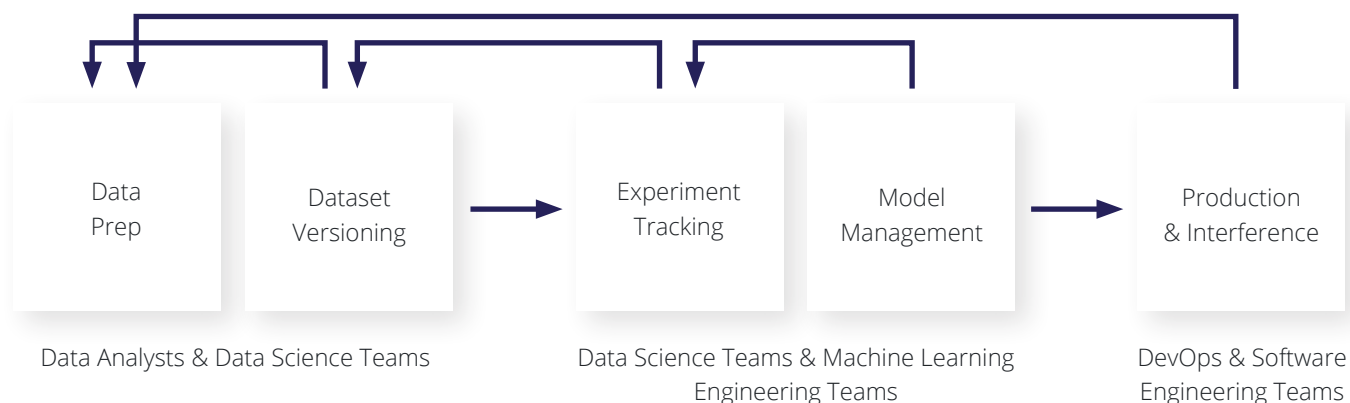 Data
Prep
Dataset
Versioning
Experiment
Tracking
Model
Management
Production
& Interference
Data Analysts & Data Science Teams
Data Science Teams & Machine Learning
Engineering Teams
DevOps & Software
Engineering Teams